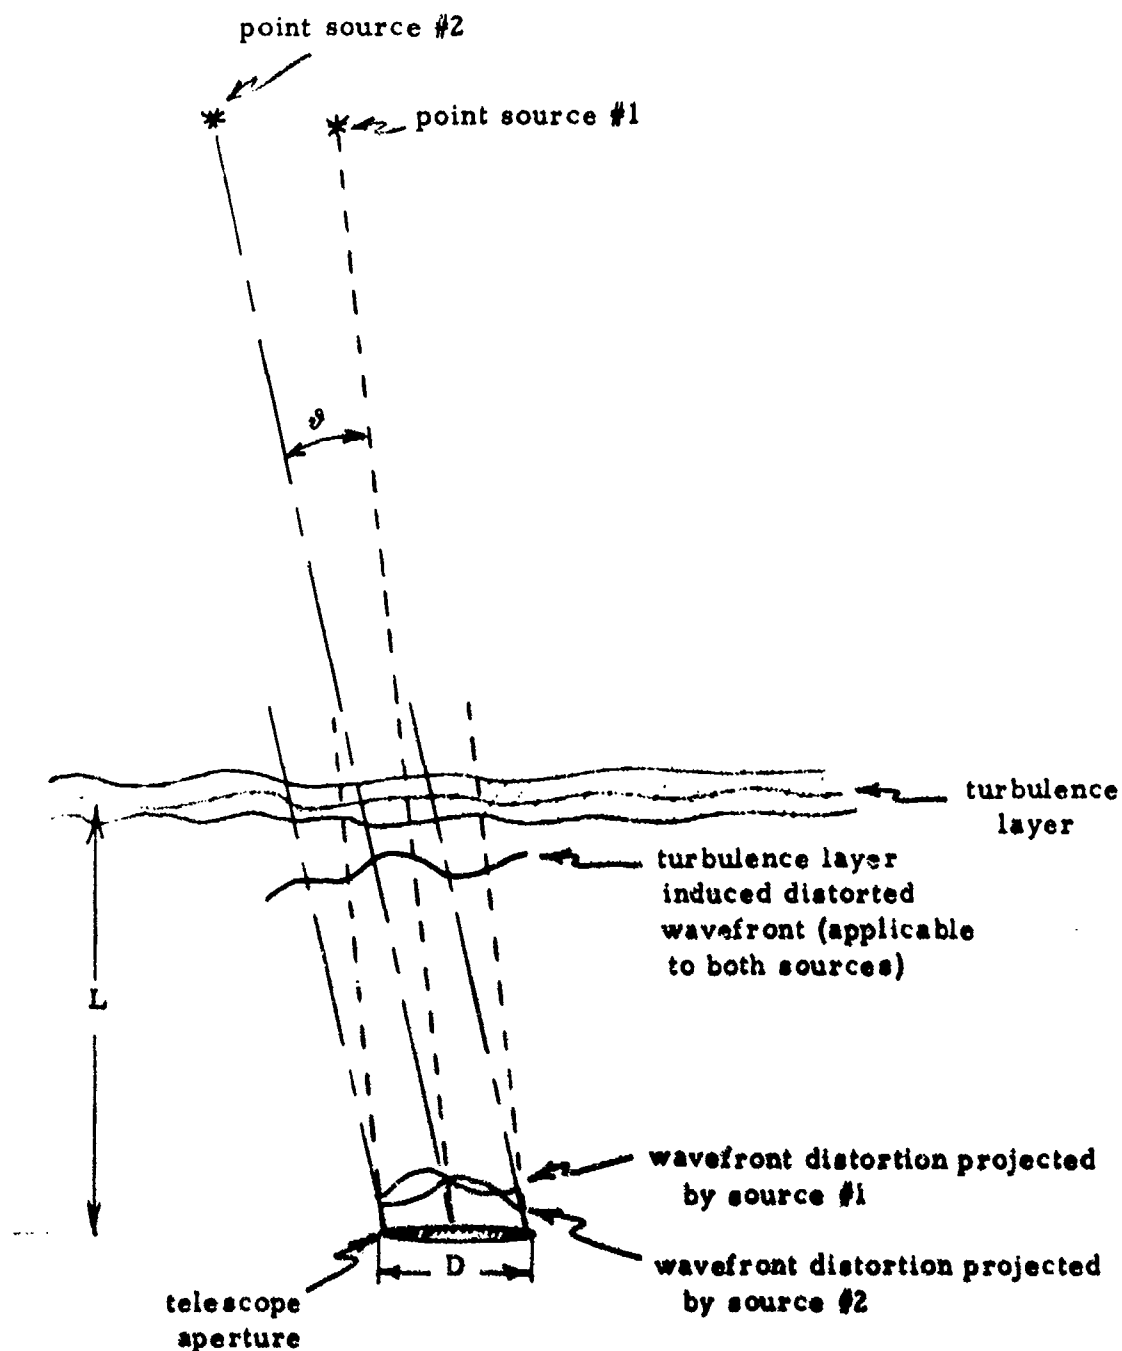 point source #2
point source #1
ϑ
turbulence
layer
turbulence layer
induced distorted
wavefront (applicable
to both sources)
L
wavefront distortion projected
by source #1
D
wavefront distortion projected
by source #2
telescope
aperture